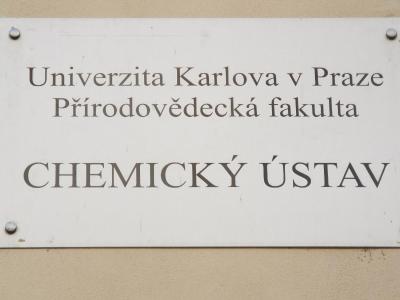 Univerzita Karlova v Praze
Přírodovědecká fakulta
CHEMICKÝ ÚSTAV